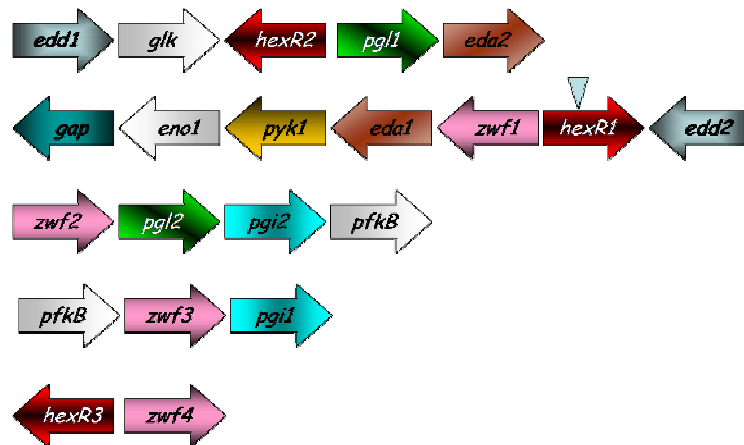 edd1 glk hexR2 pgl1 eda2
gap eno1 pyk1 eda1 zwf1 hexR1 edd2
zwf2 pgl2 pgi2 pfkB
pfkB zwf3 pgi1
hexR3 zwf4